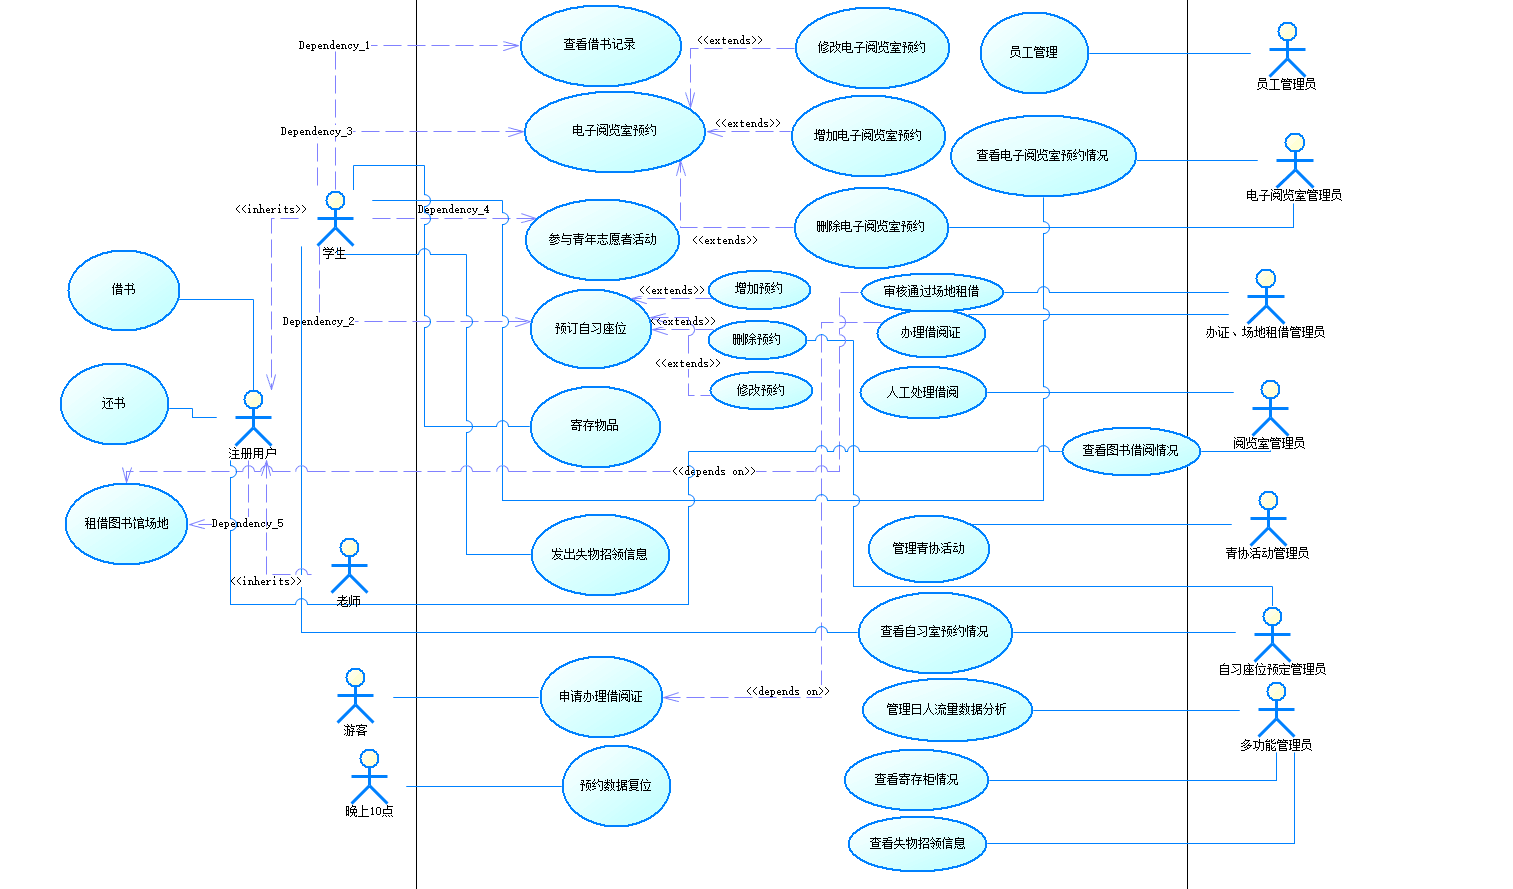 Dependency_1
查看借书记录
<<extends>>
修改电子阅览室预约
员工管理
员工管理员
Dependency_3
电子阅览室预约
<<extends>>
增加电子阅览室预约
查看电子阅览室预约情况
电子阅览室管理员
<<inherits>>
学生
Dependency_4
参与青年志愿者活动
<<extends>>
删除电子阅览室预约
借书
Dependency_2
预订自习座位
<<extends>>
增加预约
<<extends>>
删除预约
<<extends>>
修改预约
审核通过场地租借
办理借阅证
办证、场地租借管理员
还书
注册用户
寄存物品
人工处理借阅
阅览室管理员
查看图书借阅情况
<<depends on>>
租借图书馆场地
Dependency_5
发出失物招领信息
管理青协活动
青协活动管理员
<<inherits>>
老师
查看自习室预约情况
自习座位预定管理员
游客
申请办理借阅证
<<depends on>>
管理日人流量数据分析
多功能管理员
晚上10点
预约数据复位
查看寄存柜情况
查看失物招领信息